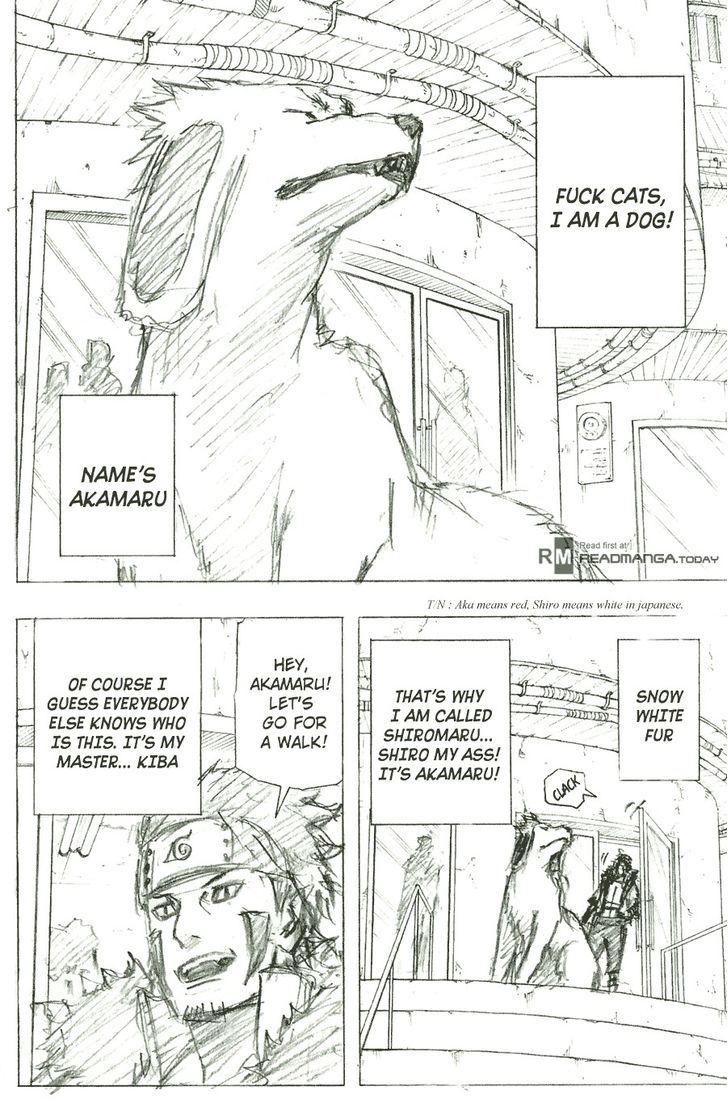 FUCK CATS,
I AM A DOG!
NAME'S
AKAMARU
Read first at
RM READMANGA.TODAY
T/N : Aka means red, Shiro means white in japanese.
SNOW
WHITE
FUR
THAT'S WHY
I AM CALLED
SHIROMARU...
SHIRO MY ASS!
IT'S AKAMARU!
CLACK
HEY,
AKAMARU!
LET'S
GO FOR
A WALK!
OF COURSE I
GUESS EVERYBODY
ELSE KNOWS WHO
IS THIS. IT'S MY
MASTER... KIBA